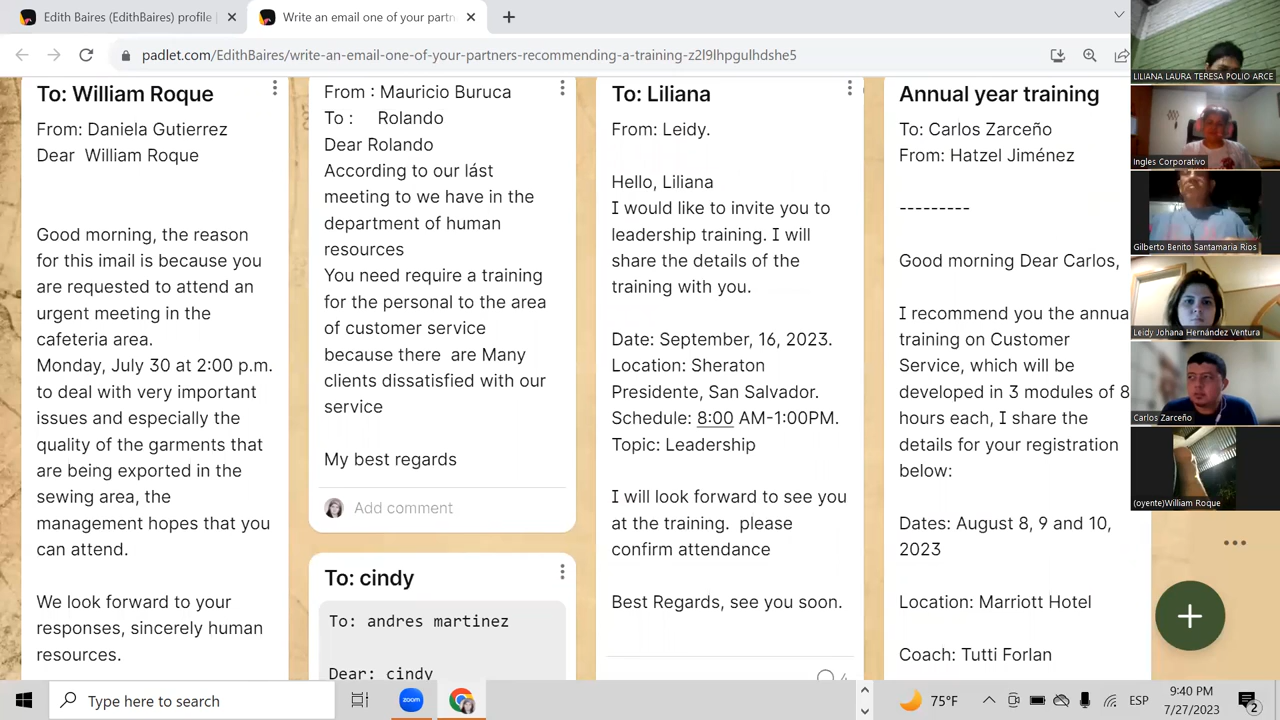 Edith Baires (EdithBaires) profile |
Write an email one of your partn
padlet.com/EdithBaires/write-an-email-one-of-your-partners-recommending-a-training-z2l9lhpgulhdshe5
To: William Roque
From: Daniela Gutierrez
Dear William Roque
Good morning, the reason
for this imail is because you
are requested to attend an
urgent meeting in the
cafeteria area.
Monday, July 30 at 2:00 p.m.
to deal with very important
issues and especially the
quality of the garments that
are being exported in the
sewing area, the
management hopes that you
can attend.
We look forward to your
responses, sincerely human
resources.
From : Mauricio Buruca
To : Rolando
Dear Rolando
According to our lást
meeting to we have in the
department of human
resources
You need require a training
for the personal to the area
of customer service
because there are Many
clients dissatisfied with our
service
My best regards
Add comment
To: cindy
To: andres martinez
Dear: cindy
To: Liliana
From: Leidy.
Hello, Liliana
I would like to invite you to
leadership training. I will
share the details of the
training with you.
Date: September, 16, 2023.
Location: Sheraton
Presidente, San Salvador.
Schedule: 8:00 AM-1:00PM.
Topic: Leadership
I will look forward to see you
at the training. please
confirm attendance
Best Regards, see you soon.
Annual year training
To: Carlos Zarceño
From: Hatzel Jiménez
---------
Good morning Dear Carlos,
I recommend you the annua
training on Customer
Service, which will be
developed in 3 modules of 8
hours each, I share the
details for your registration
below:
Dates: August 8, 9 and 10,
2023
Location: Marriott Hotel
Coach: Tutti Forlan
LILIANA LAURA TERESA POLIO ARCE
Ingles Corporativo
Gilberto Benito Santamaria Ríos
Leidy Johana Hernández Ventura
Carlos Zarceño
(oyente)William Roque
Type here to search
zoom
75°F
ESP
9:40 PM
7/27/2023
2